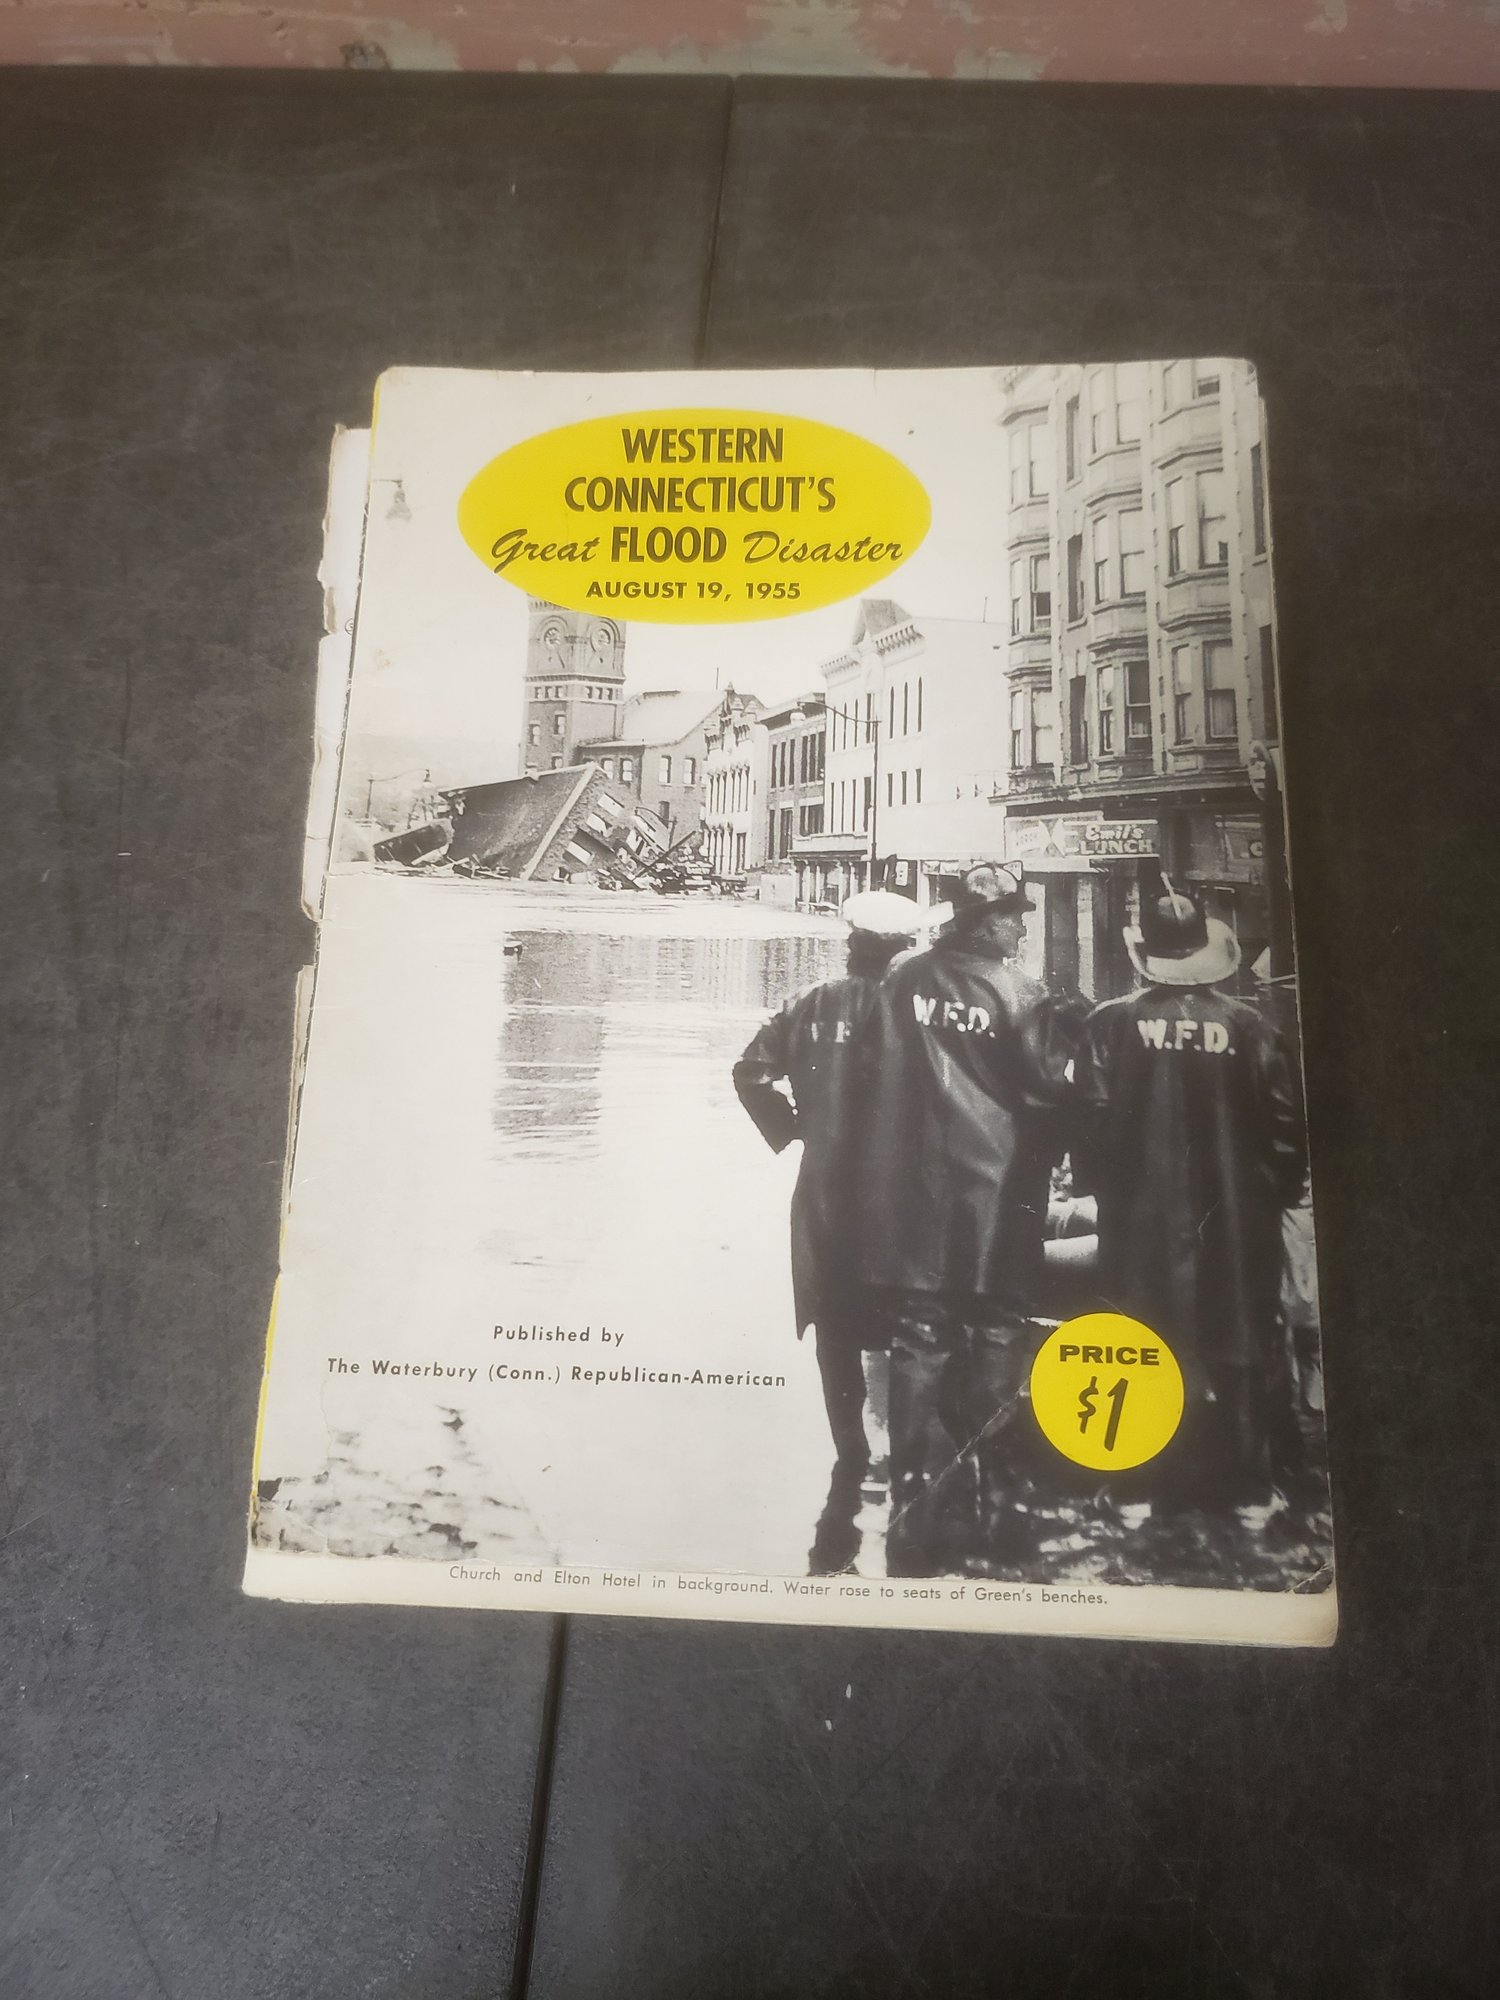 WESTERN
CONNECTICUT'S
Great FLOOD Disaster
AUGUST 19, 1955
Emil's
LUNCH
W.F.D.
W.F.D.
Published by
The Waterbury (Conn.) Republican-American
PRICE
$1
Church and Elton Hotel in background. Water rose to seats of Green's benches.